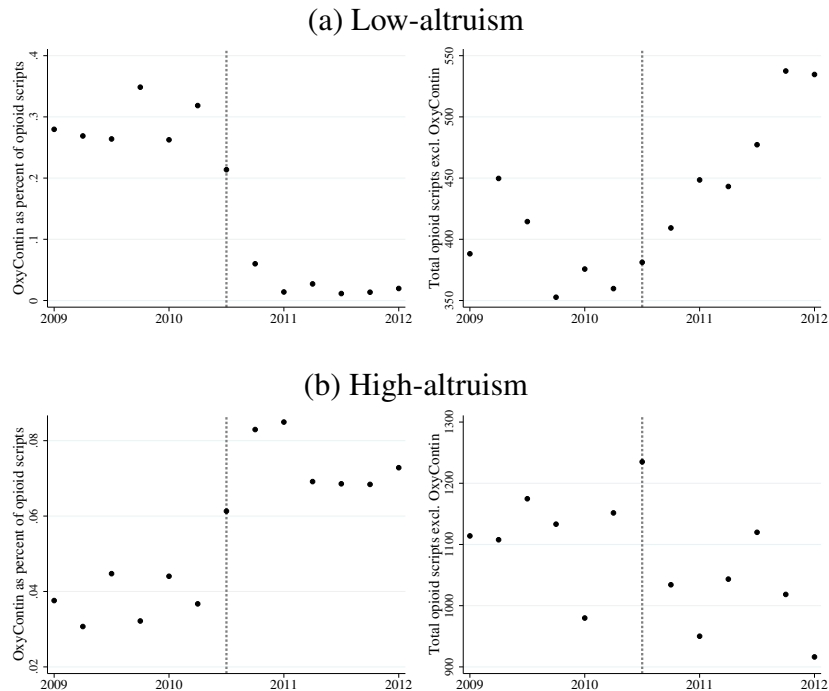 (a) Low-altruism
OxyContin as percent of opioid scripts
.4
.3
.2
.1
0
2009 2010 2011 2012
Total opioid scripts excl. OxyContin
550
500
450
400
350
2009 2010 2011 2012
(b) High-altruism
OxyContin as percent of opioid scripts
.08
.06
.04
.02
2009 2010 2011 2012
Total opioid scripts excl. OxyContin
1300
1200
1100
1000
900
2009 2010 2011 2012